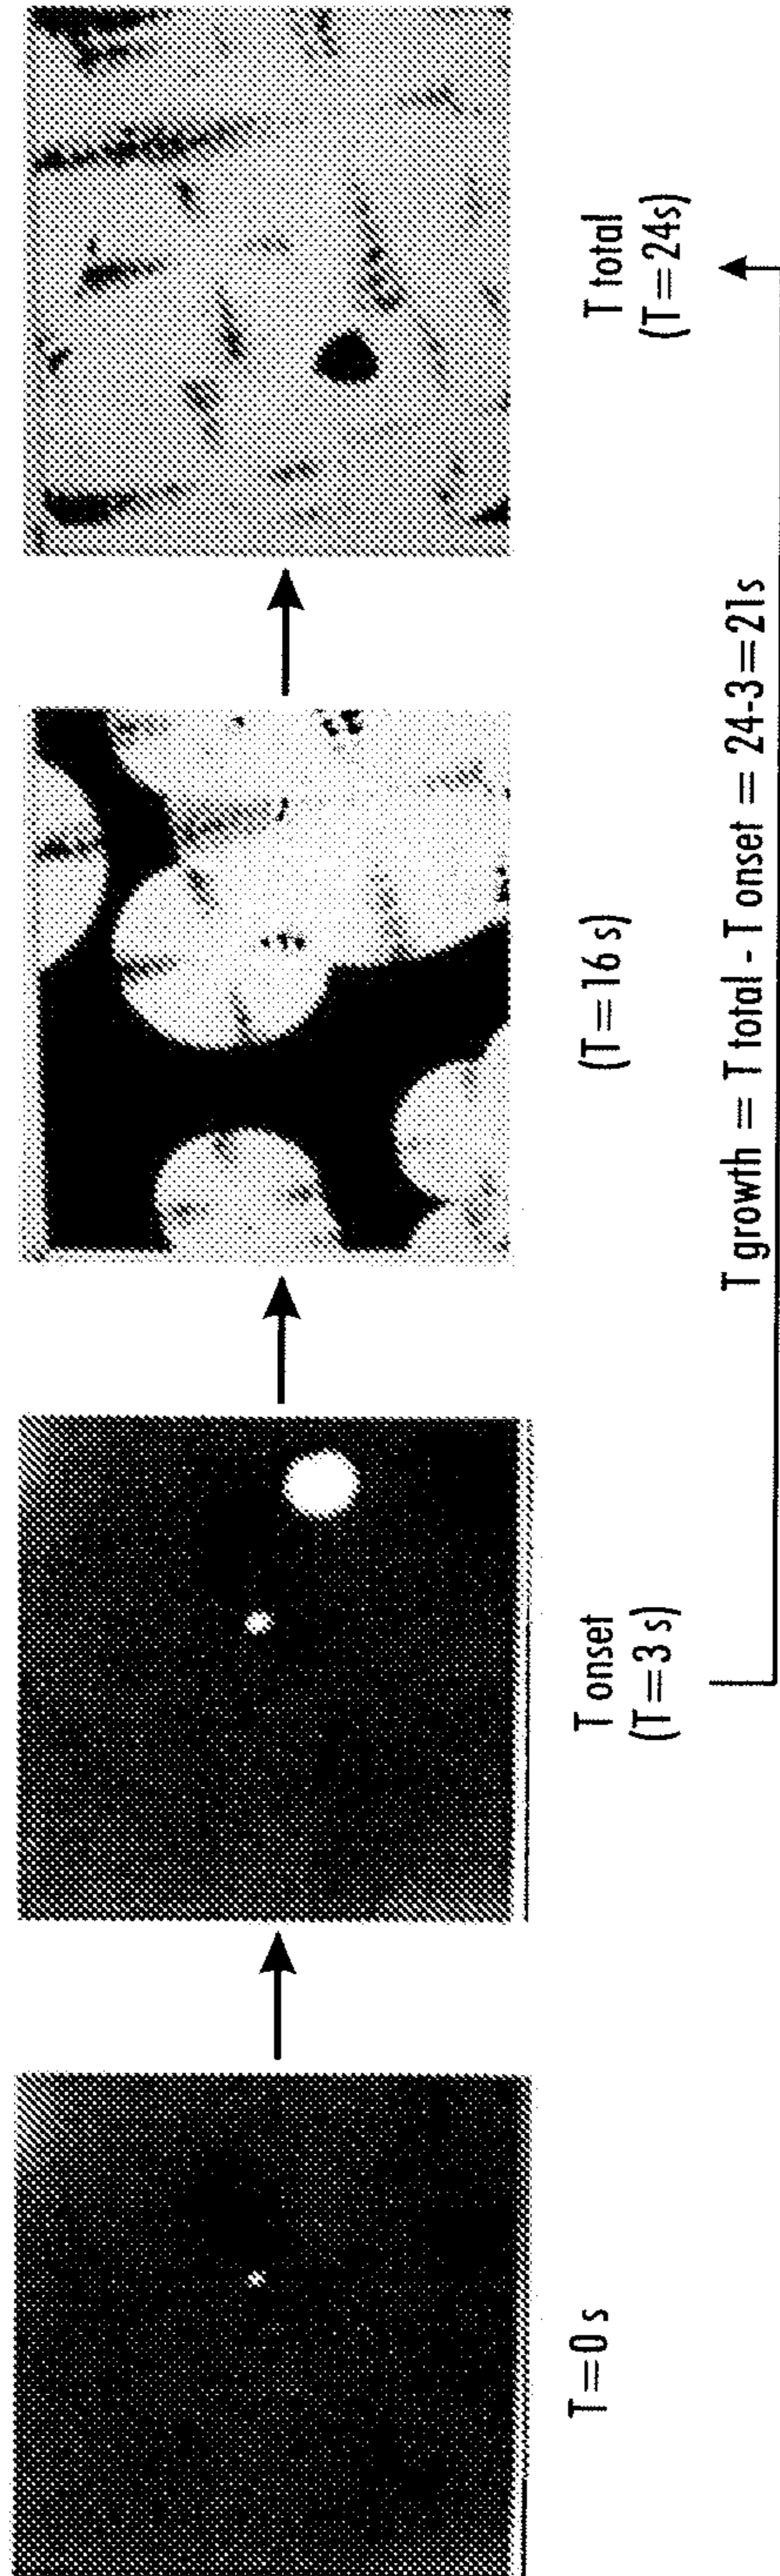 T=0 s
T onset
(T=3 s)
(T=16 s)
T total
(T=24s)
T growth = T total - T onset = 24-3=21s